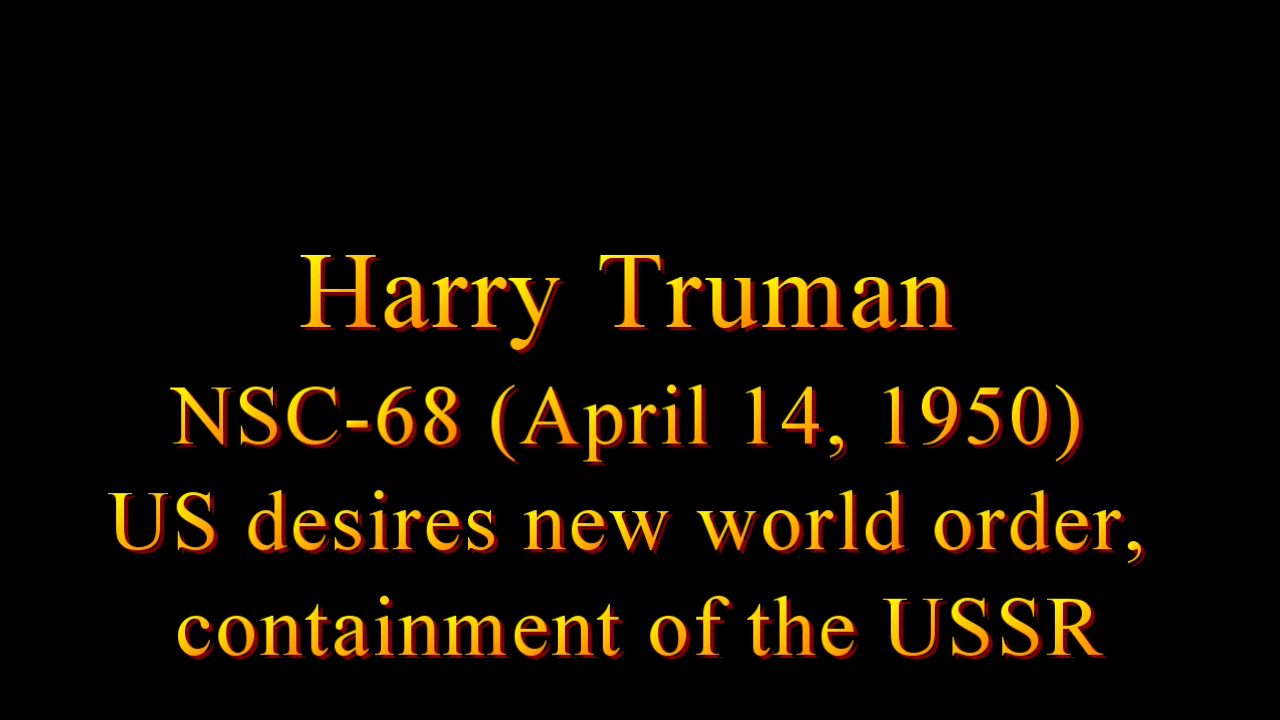 Harry Truman
NSC-68 (April 14, 1950)
US desires new world order,
containment of the USSR